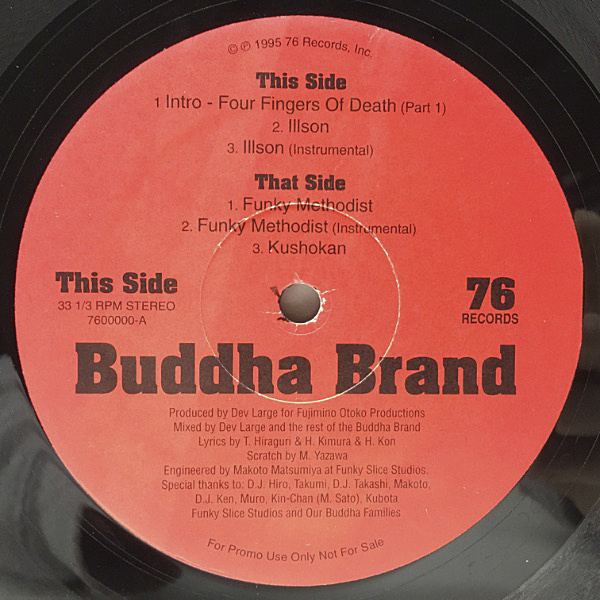 © ℗ 1995 76 Records, Inc.
This Side
1 Intro - Four Fingers Of Death (Part 1)
2. Illson
3. Illson (Instrumental)
That Side
1. Funky Methodist
2. Funky Methodist (Instrumental)
3. Kushokan
This Side
33 1/3 RPM STEREO
7600000-A
76
RECORDS
Buddha Brand
Produced by Dev Large for Fujimino Otoko Productions
Mixed by Dev Large and the rest of the Buddha Brand
Lyrics by T. Hiraguri & H. Kimura & H. Kon
Scratch by M. Yazawa
Engineered by Makoto Matsumiya at Funky Slice Studios.
Special thanks to: D.J. Hiro, Takumi, D.J. Takashi, Makoto,
D.J. Ken, Muro, Kin-Chan (M. Sato), Kubota
Funky Slice Studios and Our Buddha Families
For Promo Use Only Not For Sale